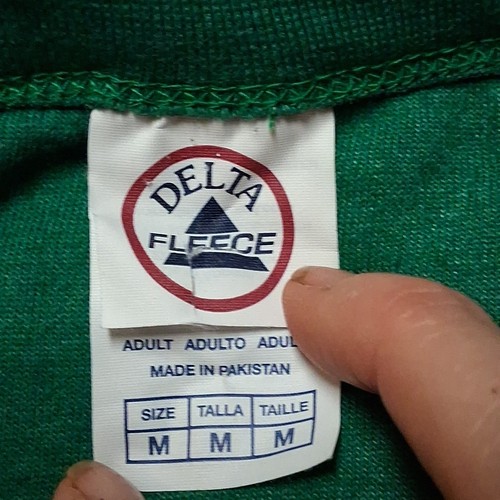 DELTA
FLEECE
ADULT ADULTO
MADE IN PAKISTAN
SIZE TALLA TAILLE
M M M